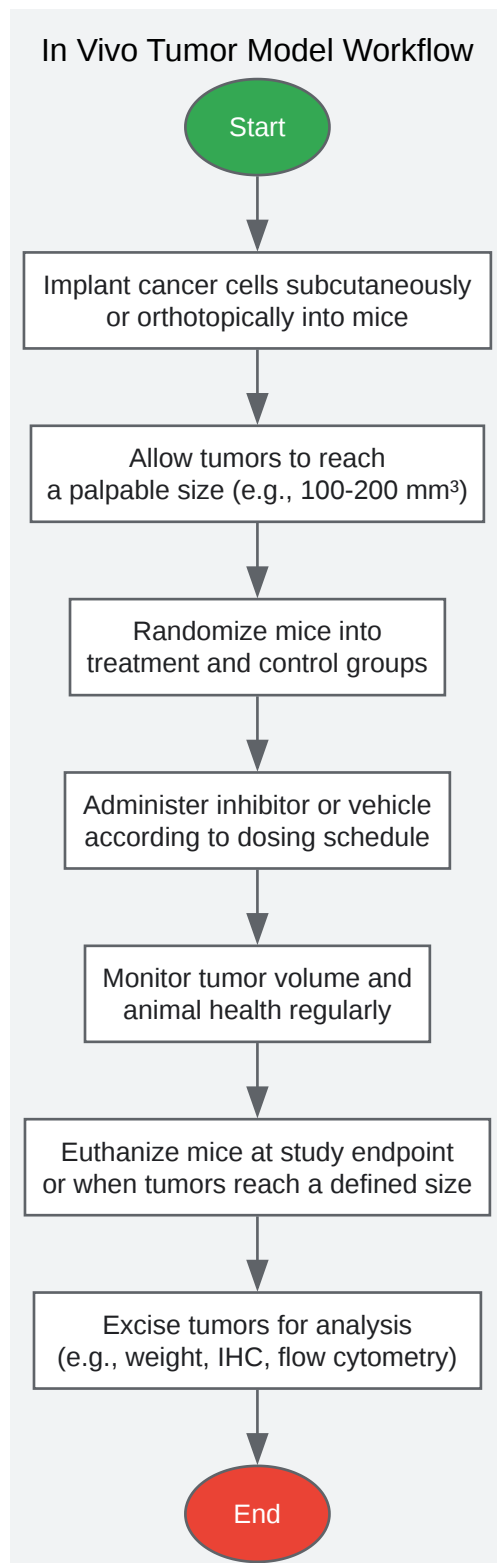 In Vivo Tumor Model Workflow
Start
Implant cancer cells subcutaneously
or orthotopically into mice
Allow tumors to reach
a palpable size (e.g., 100-200 mm³)
Randomize mice into
treatment and control groups
Administer inhibitor or vehicle
according to dosing schedule
Monitor tumor volume and
animal health regularly
Euthanize mice at study endpoint
or when tumors reach a defined size
Excise tumors for analysis
(e.g., weight, IHC, flow cytometry)
End